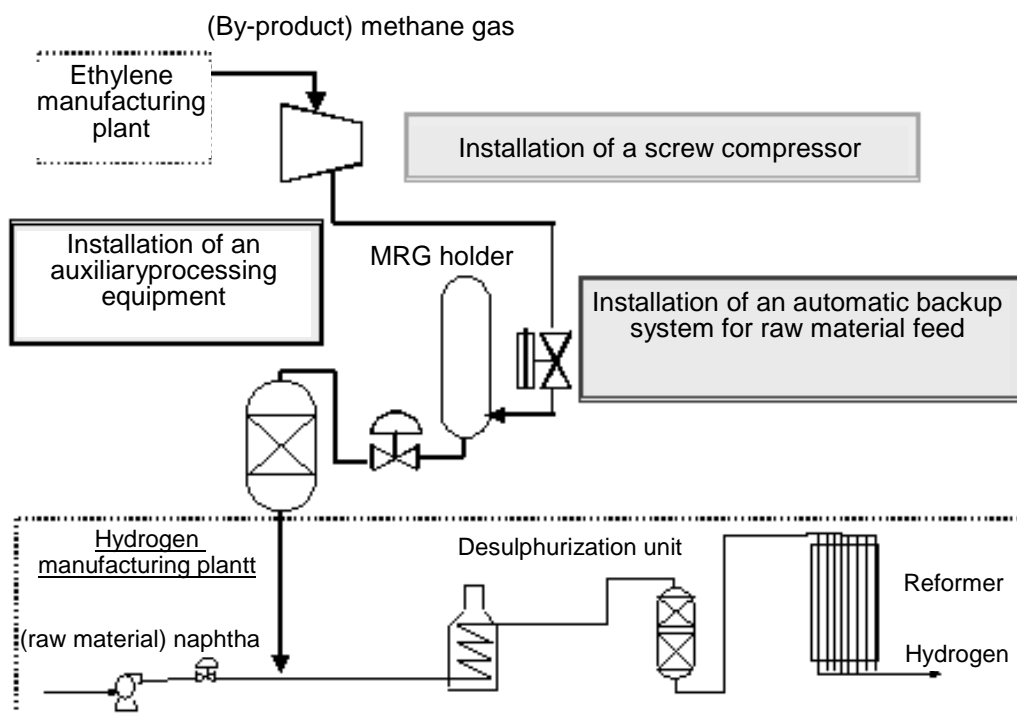 (By-product) methane gas
Ethylene
manufacturing
plant
Installation of a screw compressor
Installation of an
auxiliaryprocessing
equipment
MRG holder
Installation of an automatic backup
system for raw material feed
Hydrogen
manufacturing plantt
Desulphurization unit
Reformer
(raw material) naphtha
Hydrogen